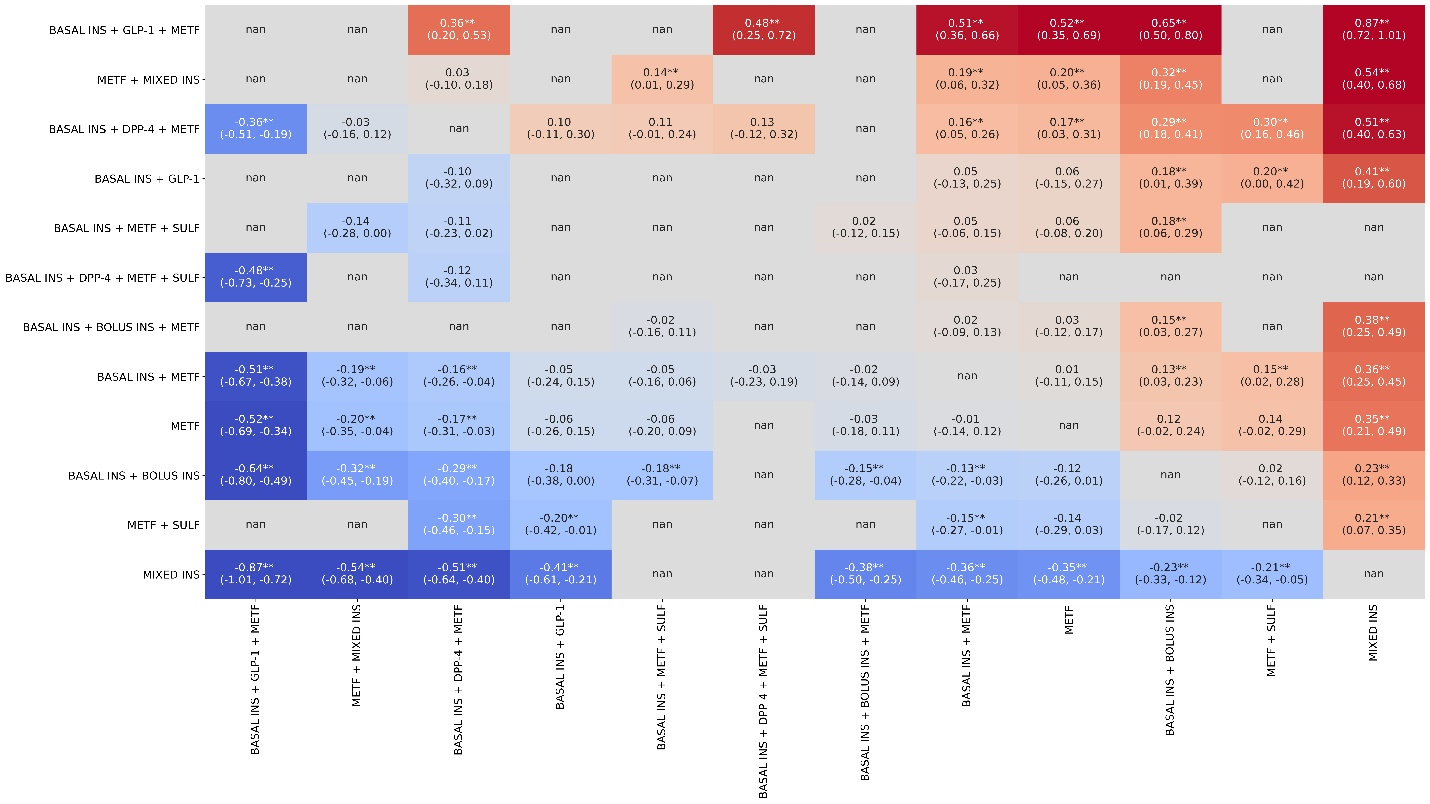 BASAL INS + GLP-1 + METF nan nan 0.36** nan 0.48** nan 0.51** 0.52** 0.65** nan 0.87**
(0.20, 0.53) (0.25, 0.72) (0.36, 0.66) (0.35, 0.69) (0.50, 0.80) (0.72, 1.01)
METF + MIXED INS nan nan 0.03 nan 0.14** nan nan 0.19** 0.20** 0.32** nan 0.54**
(-0.10, 0.18) (0.01, 0.29) (0.06, 0.32) (0.05, 0.36) (0.19, 0.45) (0.40, 0.68)
BASAL INS + DPP-4 + METF -0.36** -0.03 nan 0.10 0.11 0.13 nan 0.16** 0.17** 0.29** 0.30** 0.51**
(-0.51, -0.19) (-0.16, 0.12) (-0.11, 0.30) (-0.01, 0.24) (-0.12, 0.32) (0.05, 0.26) (0.03, 0.31) (0.18, 0.41) (0.16, 0.46) (0.40, 0.63)
BASAL INS + GLP-1 nan nan -0.10 nan nan nan nan 0.05 0.06 0.18** 0.20** 0.41**
(-0.32, 0.09) (-0.13, 0.25) (-0.15, 0.27) (0.01, 0.39) (0.00, 0.42) (0.19, 0.60)
BASAL INS + METF + SULF nan -0.14 -0.11 nan nan nan 0.02 0.05 0.06 0.18** nan nan
(-0.28, 0.00) (-0.23, 0.02) (-0.12, 0.15) (-0.06, 0.15) (-0.08, 0.20) (0.06, 0.29)
BASAL INS + DPP-4 + METF + SULF -0.48** nan -0.12 nan nan nan nan 0.03 nan nan nan nan
(-0.73, -0.25) (-0.34, 0.11) (-0.17, 0.25)
BASAL INS + BOLUS INS + METF nan nan nan nan -0.02 nan nan 0.02 0.03 0.15** nan 0.38**
(-0.16, 0.11) (-0.09, 0.13) (-0.12, 0.17) (0.03, 0.27) (0.25, 0.49)
BASAL INS + METF -0.51** -0.19** -0.16** -0.05 -0.05 -0.03 -0.02 nan 0.01 0.13** 0.15** 0.36**
(-0.67, -0.38) (-0.32, -0.06) (-0.26, -0.04) (-0.24, 0.15) (-0.16, 0.06) (-0.23, 0.19) (-0.14, 0.09) (-0.11, 0.15) (0.03, 0.23) (0.02, 0.28) (0.25, 0.45)
METF -0.52** -0.20** -0.17** -0.06 -0.06 nan -0.03 -0.01 nan 0.12 0.14 0.35**
(-0.69, -0.34) (-0.35, -0.04) (-0.31, -0.03) (-0.26, 0.15) (-0.20, 0.09) (-0.18, 0.11) (-0.14, 0.12) (-0.02, 0.24) (-0.02, 0.29) (0.21, 0.49)
BASAL INS + BOLUS INS -0.64** -0.32** -0.29** -0.18 -0.18** nan -0.15** -0.13** -0.12 nan 0.02 0.23**
(-0.80, -0.49) (-0.45, -0.19) (-0.40, -0.17) (-0.38, 0.00) (-0.31, -0.07) (-0.28, -0.04) (-0.22, -0.03) (-0.26, 0.01) (-0.12, 0.16) (0.12, 0.33)
METF + SULF nan nan -0.30** -0.20** nan nan nan -0.15** -0.14 -0.02 nan 0.21**
(-0.46, -0.15) (-0.42, -0.01) (-0.27, -0.01) (-0.29, 0.03) (-0.17, 0.12) (0.07, 0.35)
MIXED INS -0.87** -0.54** -0.51** -0.41** nan nan -0.38** -0.36** -0.35** -0.23** -0.21** nan
(-1.01, -0.72) (-0.68, -0.40) (-0.64, -0.40) (-0.61, -0.21) (-0.50, -0.25) (-0.46, -0.25) (-0.48, -0.21) (-0.33, -0.12) (-0.34, -0.05)
BASAL INS + GLP-1 + METF
METF + MIXED INS
BASAL INS + DPP-4 + METF
BASAL INS + GLP-1
BASAL INS + METF + SULF
BASAL INS + DPP 4 + METF + SULF
BASAL INS + BOLUS INS + METF
BASAL INS + METF
METF
BASAL INS + BOLUS INS
METF + SULF
MIXED INS